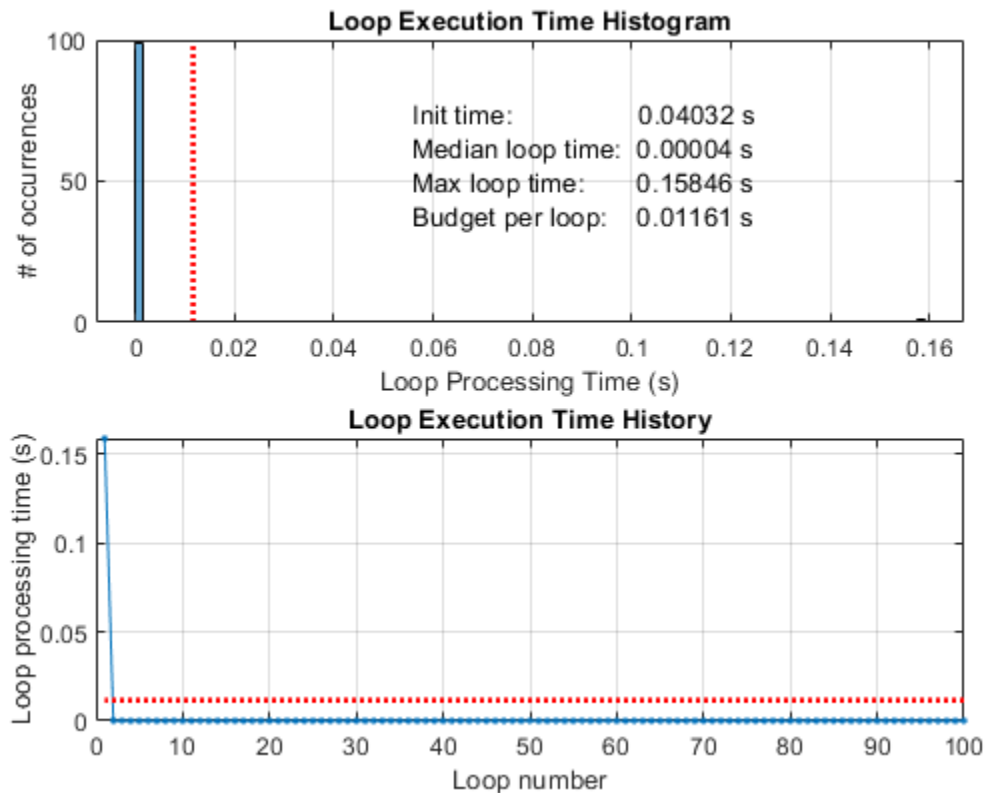 Loop Execution Time Histogram
100
50
0
# of occurrences
Init time: 0.04032 s
Median loop time: 0.00004 s
Max loop time: 0.15846 s
Budget per loop: 0.01161 s
0 0.02 0.04 0.06 0.08 0.1 0.12 0.14 0.16
Loop Processing Time (s)
Loop Execution Time History
0.15
0.1
0.05
0
Loop processing time (s)
0 10 20 30 40 50 60 70 80 90 100
Loop number